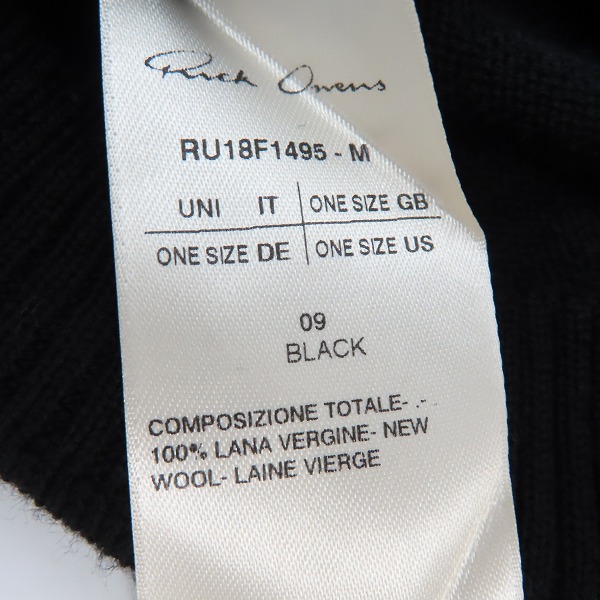 Rick Owens
RU18F1495 - M
UNI IT ONE SIZE GB
ONE SIZE DE ONE SIZE US
09
BLACK
COMPOSIZIONE TOTALE- .-
100% LANA VERGINE- NEW
WOOL- LAINE VIERGE